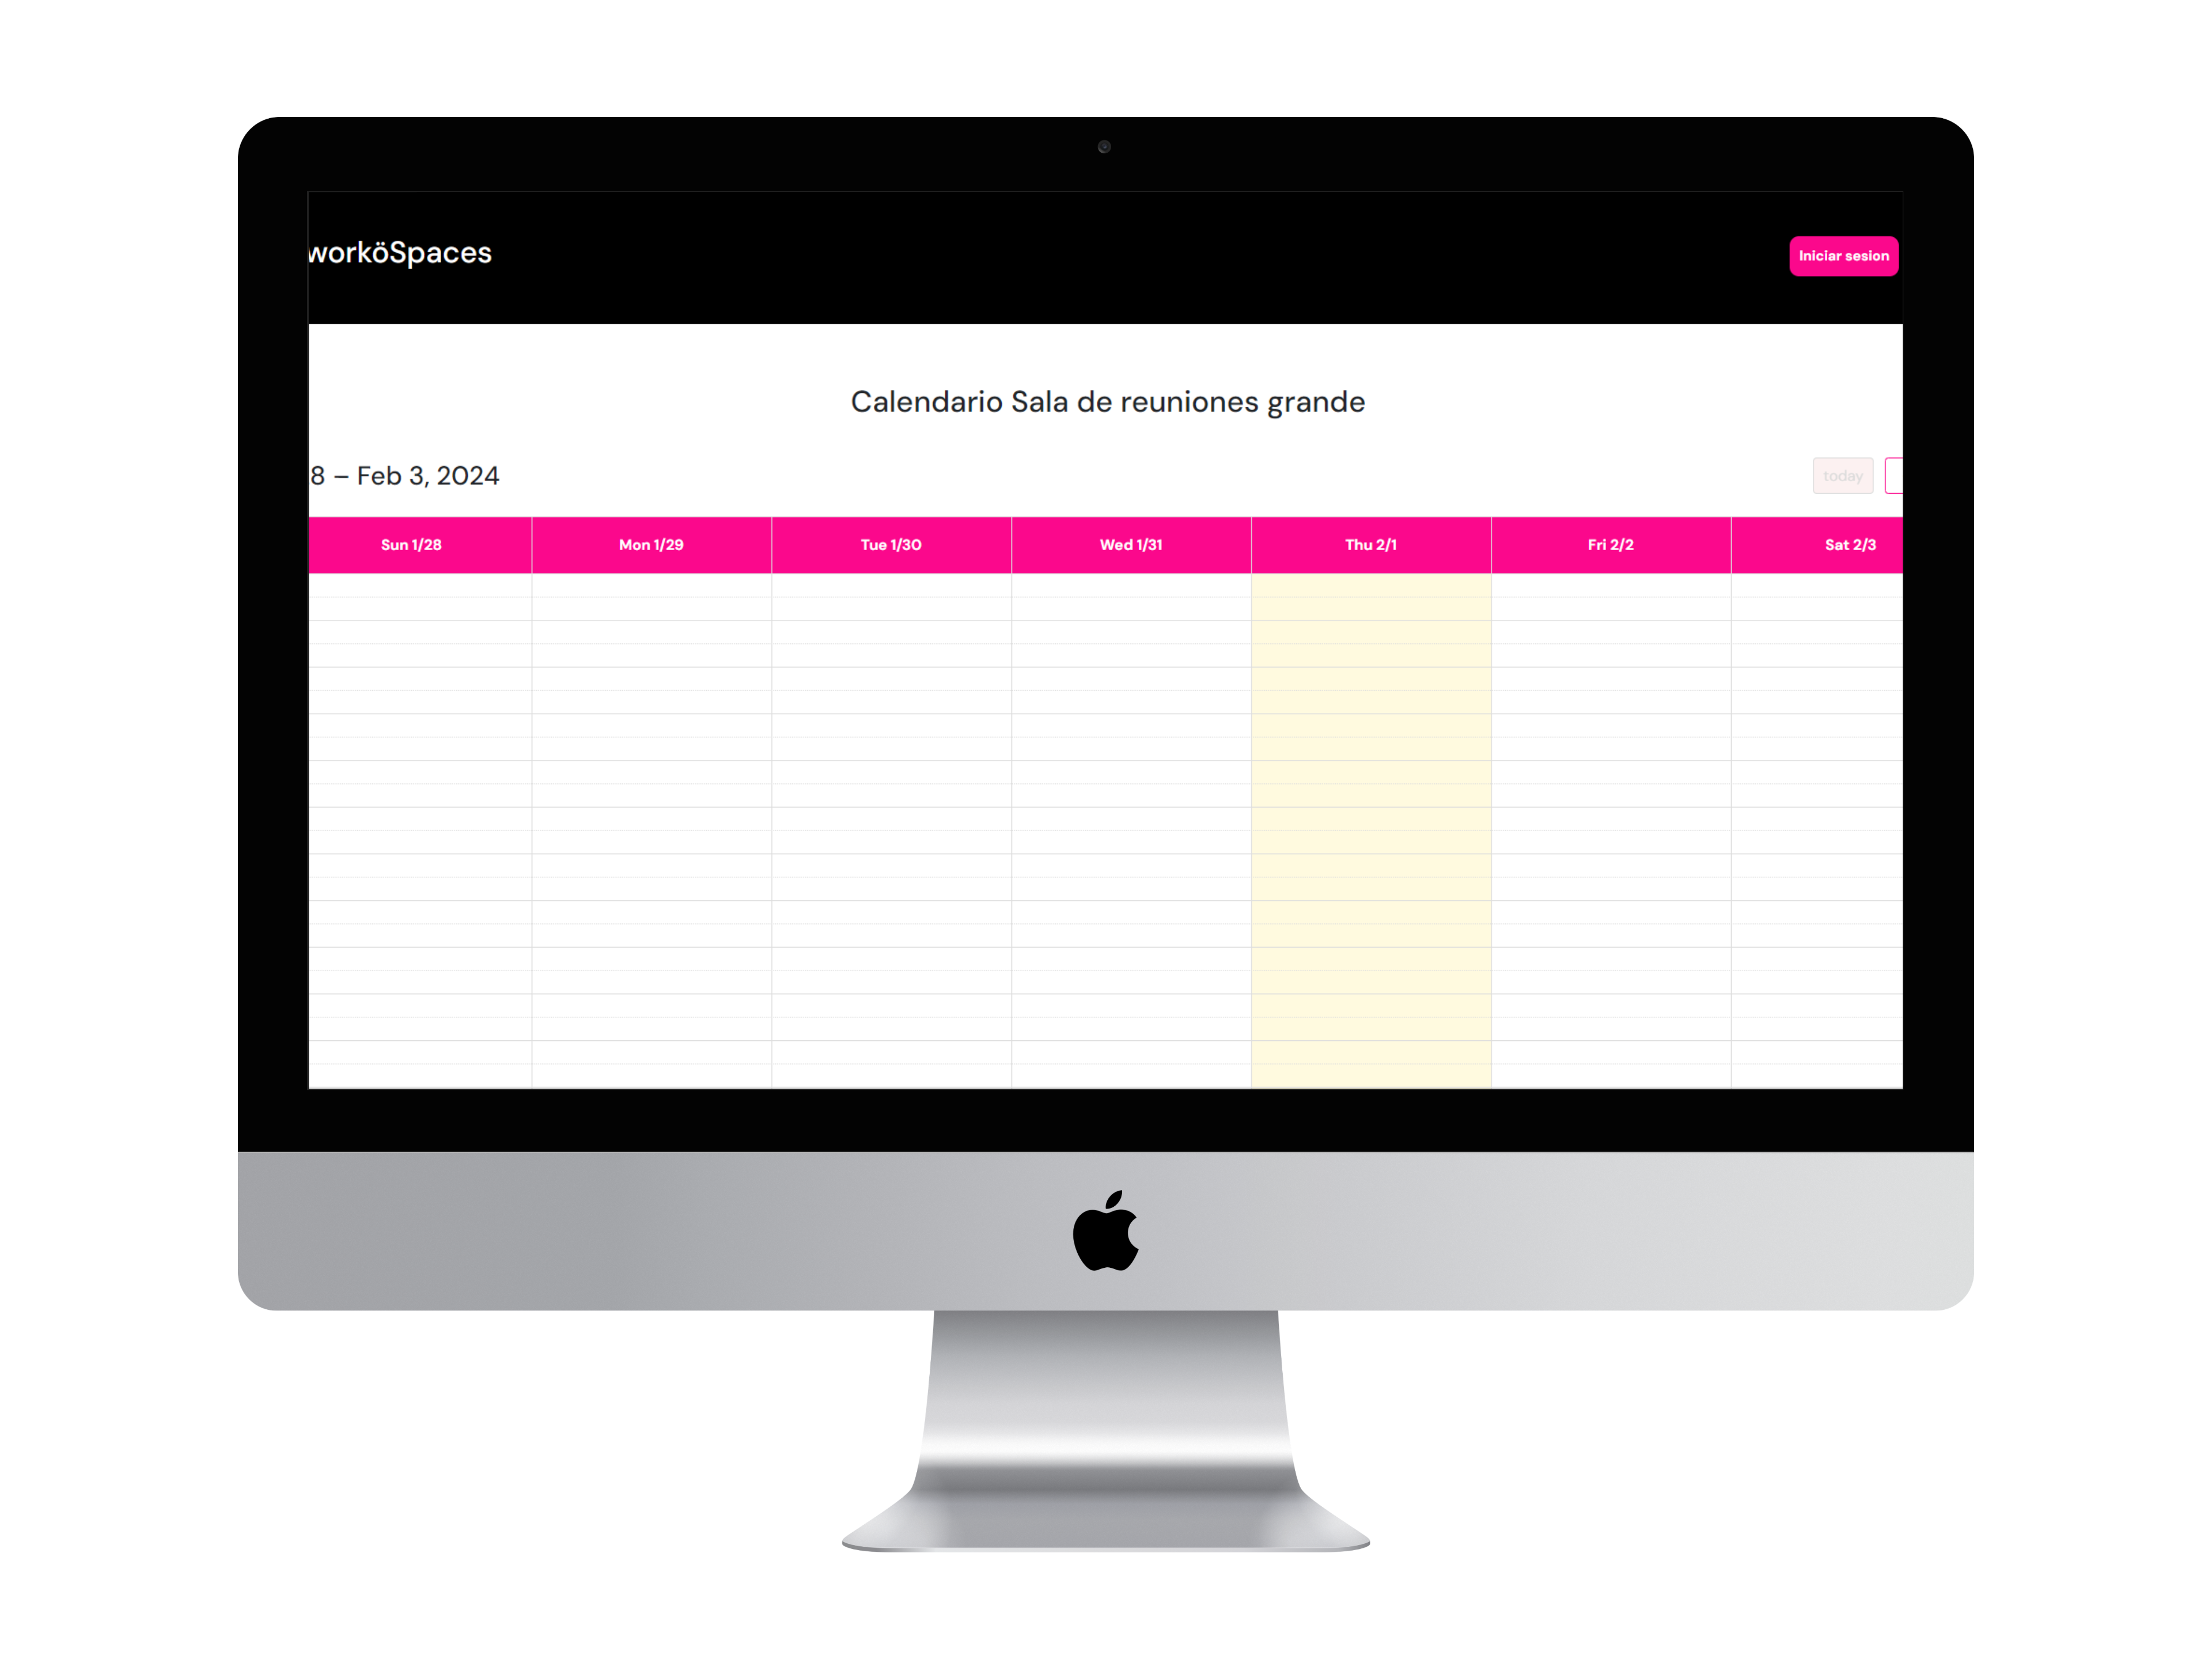 worköSpaces
Iniciar sesion
Calendario Sala de reuniones grande
8 – Feb 3, 2024
today
Sun 1/28 Mon 1/29 Tue 1/30 Wed 1/31 Thu 2/1 Fri 2/2 Sat 2/3